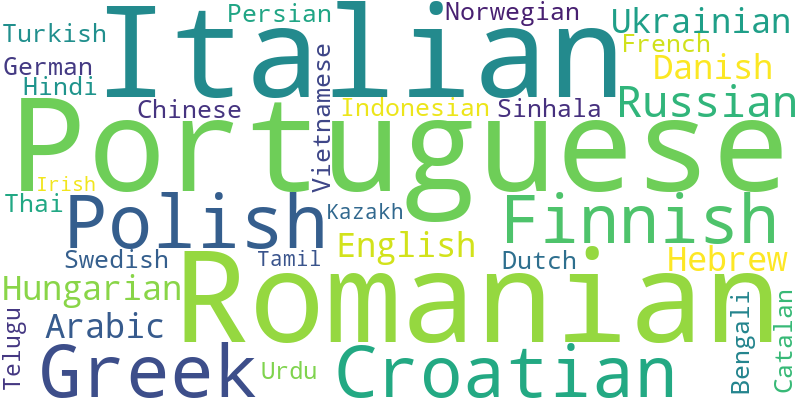 Persian
Norwegian
Italian
Ukrainian
Turkish
French
German
Danish
Hindi
Chinese
Vietnamese
Indonesian
Sinhala
Russian
Portuguese
Irish
Thai
Polish
Kazakh
Finnish
English
Swedish
Tamil
Dutch
Hebrew
Hungarian
Romanian
Arabic
Telugu
Greek
Urdu
Croatian
Bengali
Catalan